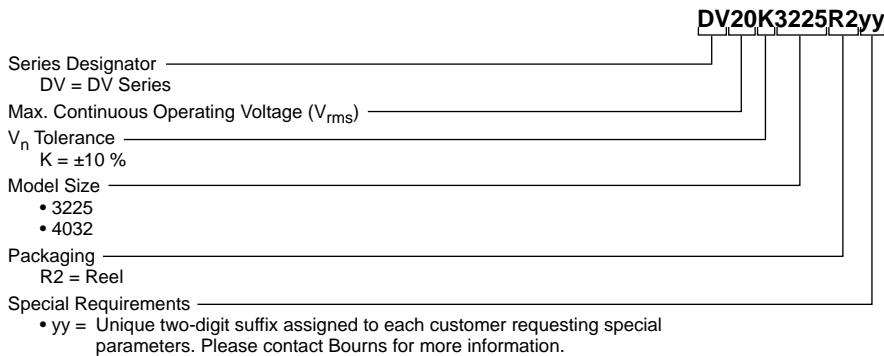 DV20K3225R2yy
Series Designator
DV = DV Series
Max. Continuous Operating Voltage (Vrms)
Vn Tolerance
K = ±10 %
Model Size
• 3225
• 4032
Packaging
R2 = Reel
Special Requirements
• yy = Unique two-digit suffix assigned to each customer requesting special
parameters. Please contact Bourns for more information.